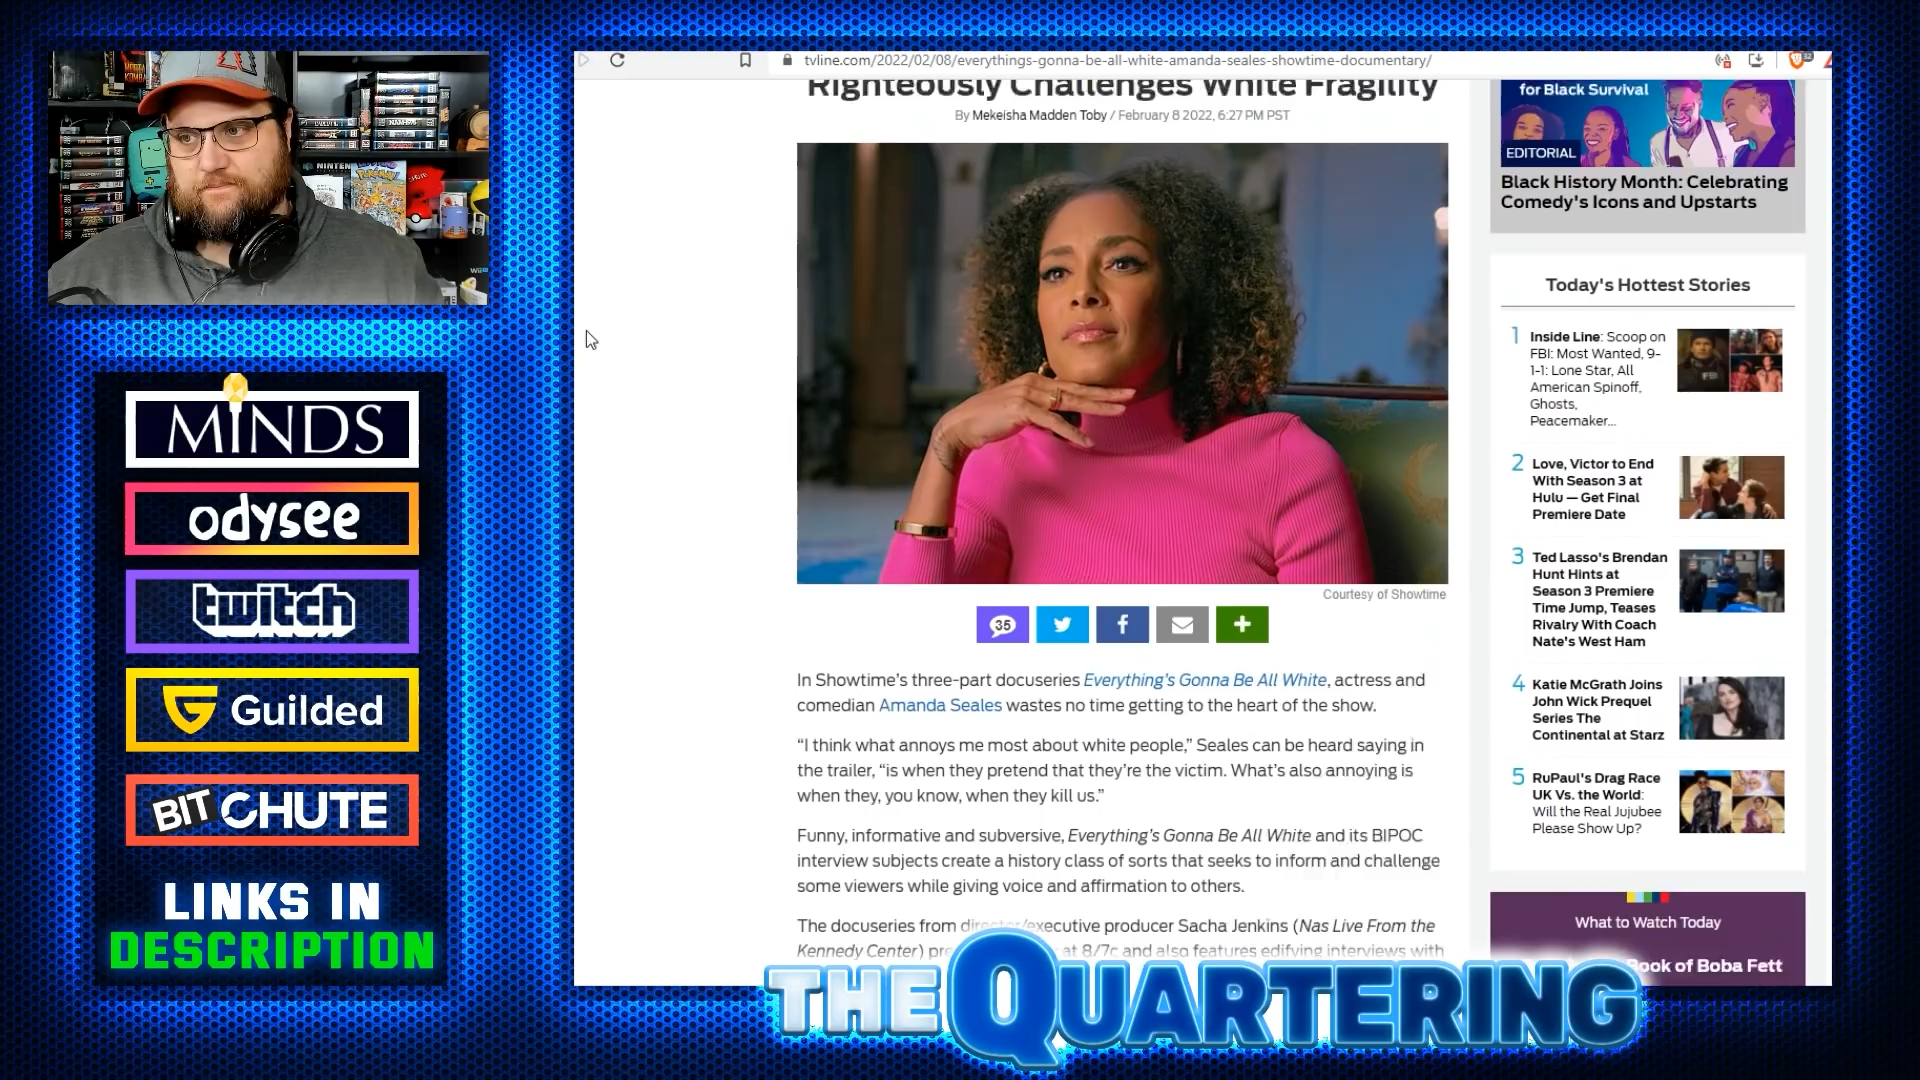 tvline.com/2022/02/08/everythings-gonna-be-all-white-amanda-seales-showtime-documentary/
Righteously Challenges White Fragility
By Mekeisha Madden Toby / February 8 2022, 6:27 PM PST
Courtesy of Showtime
35
In Showtime's three-part docuseries Everything's Gonna Be All White, actress and
comedian Amanda Seales wastes no time getting to the heart of the show.
“I think what annoys me most about white people,” Seales can be heard saying in
the trailer, “is when they pretend that they're the victim. What's also annoying is
when they, you know, when they kill us.”
Funny, informative and subversive, Everything's Gonna Be All White and its BIPOC
interview subjects create a history class of sorts that seeks to inform and challenge
some viewers while giving voice and affirmation to others.
The docuseries from director/executive producer Sacha Jenkins (Nas Live From the
Kennedy Center) at 8/7c and also features edifying interviews with
for Black Survival
EDITORIAL
Black History Month: Celebrating
Comedy's Icons and Upstarts
Today's Hottest Stories
1 Inside Line: Scoop on
FBI: Most Wanted, 9-
1-1: Lone Star, All
American Spinoff,
Ghosts,
Peacemaker...
2 Love, Victor to End
With Season 3 at
Hulu — Get Final
Premiere Date
3 Ted Lasso's Brendan
Hunt Hints at
Season 3 Premiere
Time Jump, Teases
Rivalry With Coach
Nate's West Ham
4 Katie McGrath Joins
John Wick Prequel
Series The
Continental at Starz
5 RuPaul's Drag Race
UK Vs. the World:
Will the Real Jujubee
Please Show Up?
What to Watch Today
Book of Boba Fett
MINDS
odysee
twitch
Guilded
BITCHUTE
LINKS IN
DESCRIPTION
THE QUARTERING